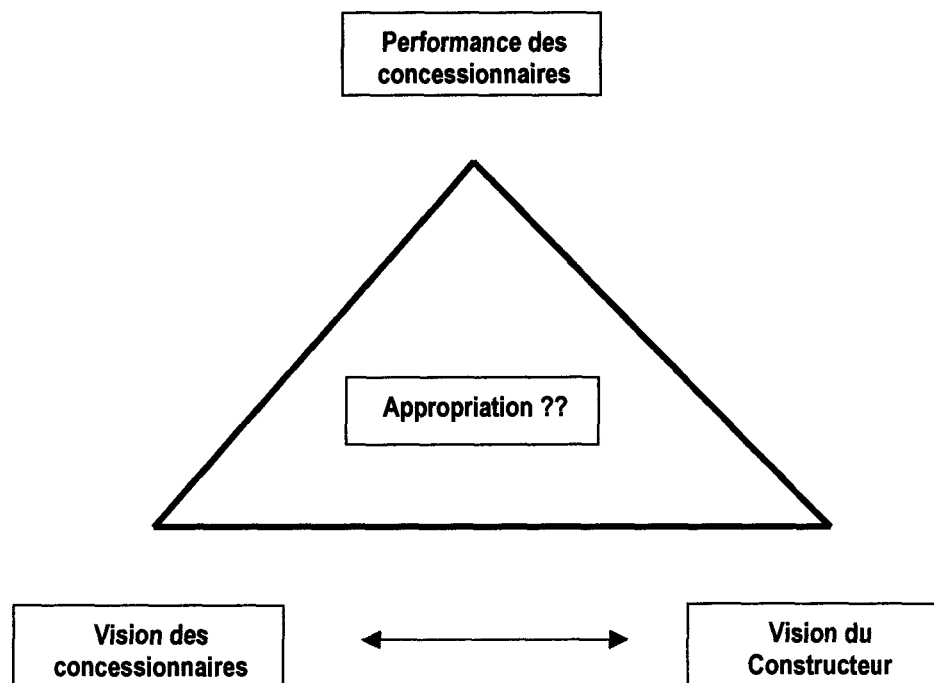 Performance des
concessionnaires
Appropriation ??
Vision des
concessionnaires
Vision du
Constructeur